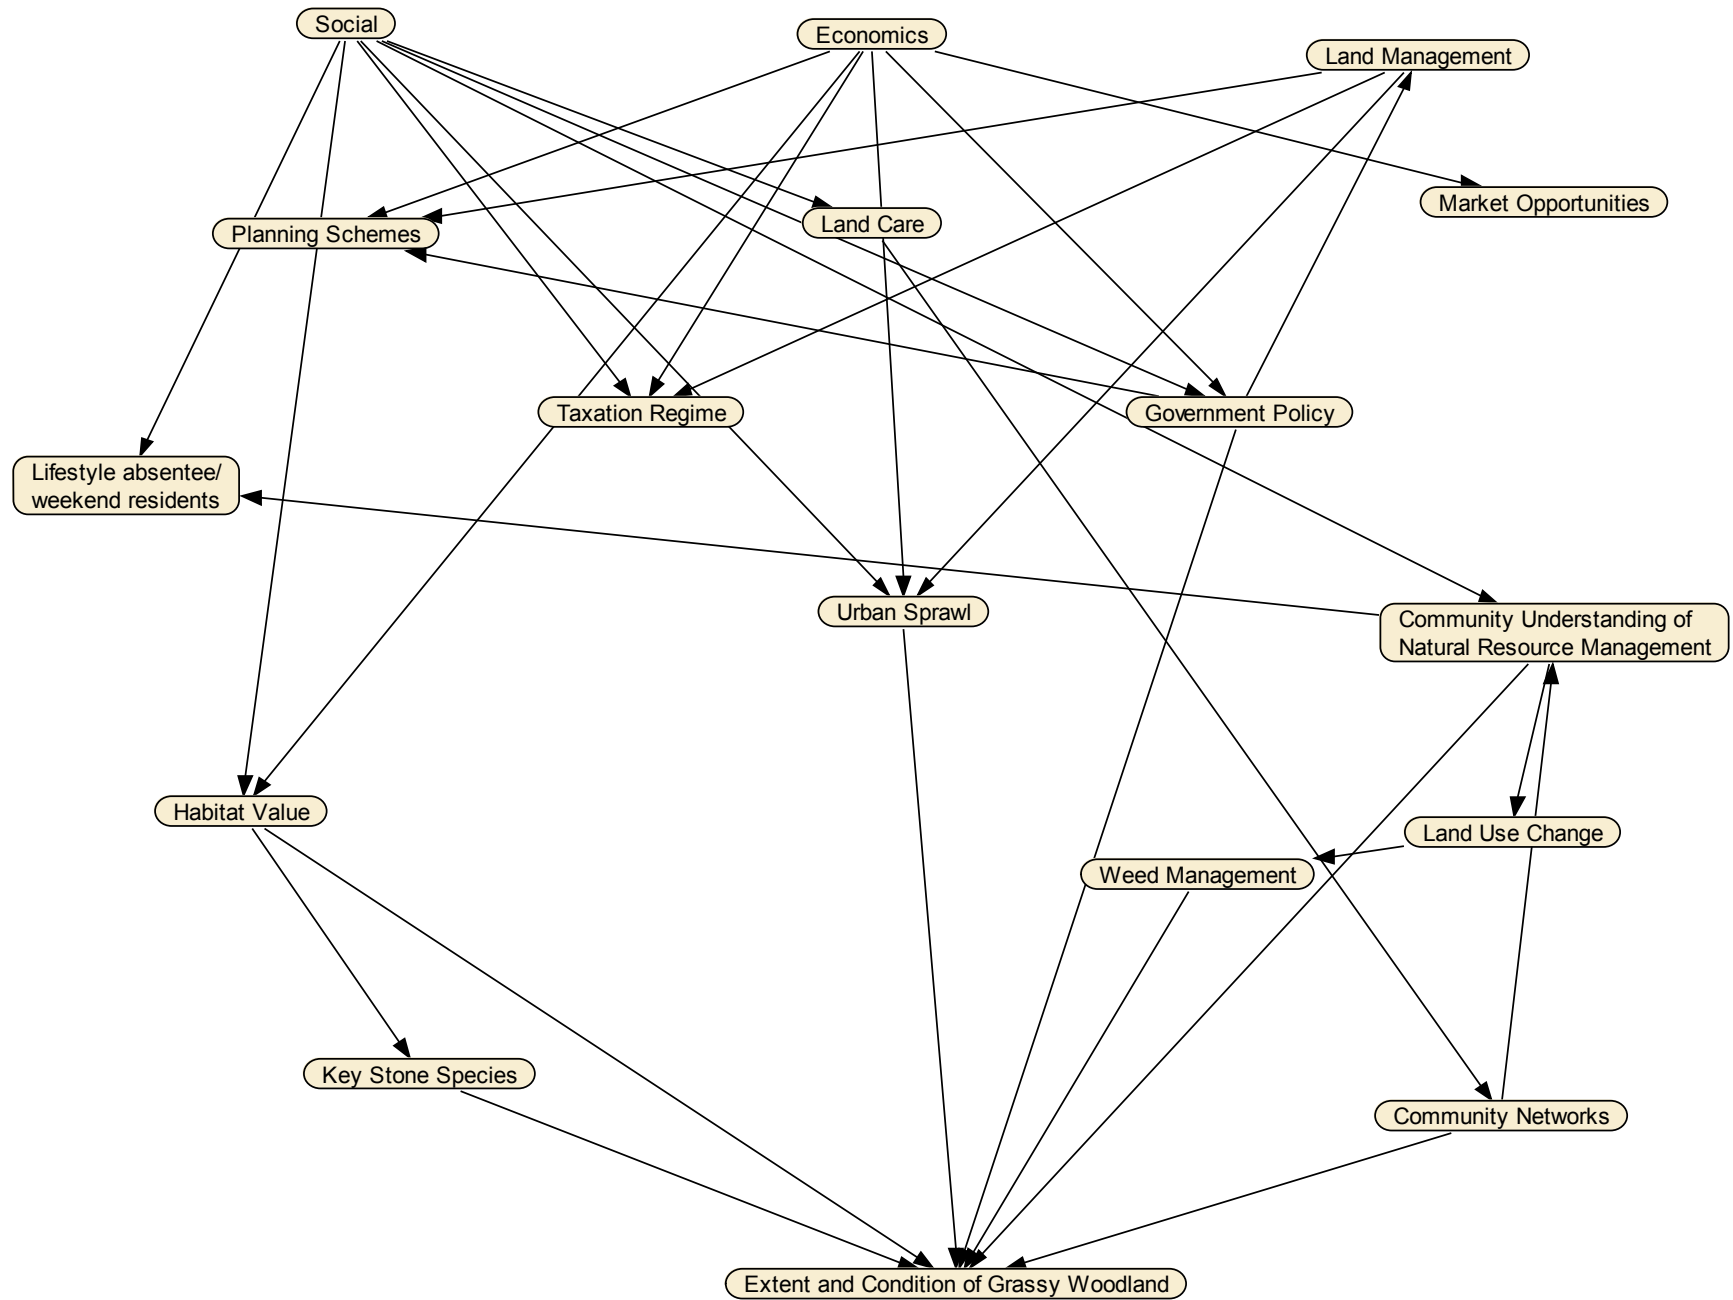 Social
Economics
Land Management
Market Opportunities
Land Care
Planning Schemes
Taxation Regime
Government Policy
Lifestyle absentee/
weekend residents
Urban Sprawl
Community Understanding of
Natural Resource Management
Habitat Value
Land Use Change
Weed Management
Key Stone Species
Community Networks
Extent and Condition of Grassy Woodland